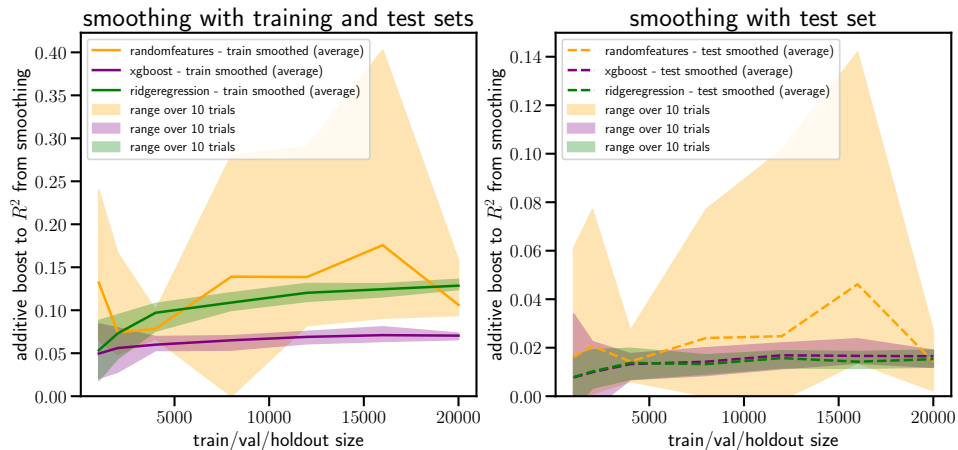 smoothing with training and test sets
additive boost to R² from smoothing
0.40
0.35
0.30
0.25
0.20
0.15
0.10
0.05
0.00
randomfeatures - train smoothed (average)
xgboost - train smoothed (average)
ridgeregression - train smoothed (average)
range over 10 trials
range over 10 trials
range over 10 trials
5000
10000
15000
20000
train/val/holdout size
smoothing with test set
additive boost to R² from smoothing
0.14
0.12
0.10
0.08
0.06
0.04
0.02
0.00
randomfeatures - test smoothed (average)
xgboost - test smoothed (average)
ridgeregression - test smoothed (average)
range over 10 trials
range over 10 trials
range over 10 trials
5000
10000
15000
20000
train/val/holdout size